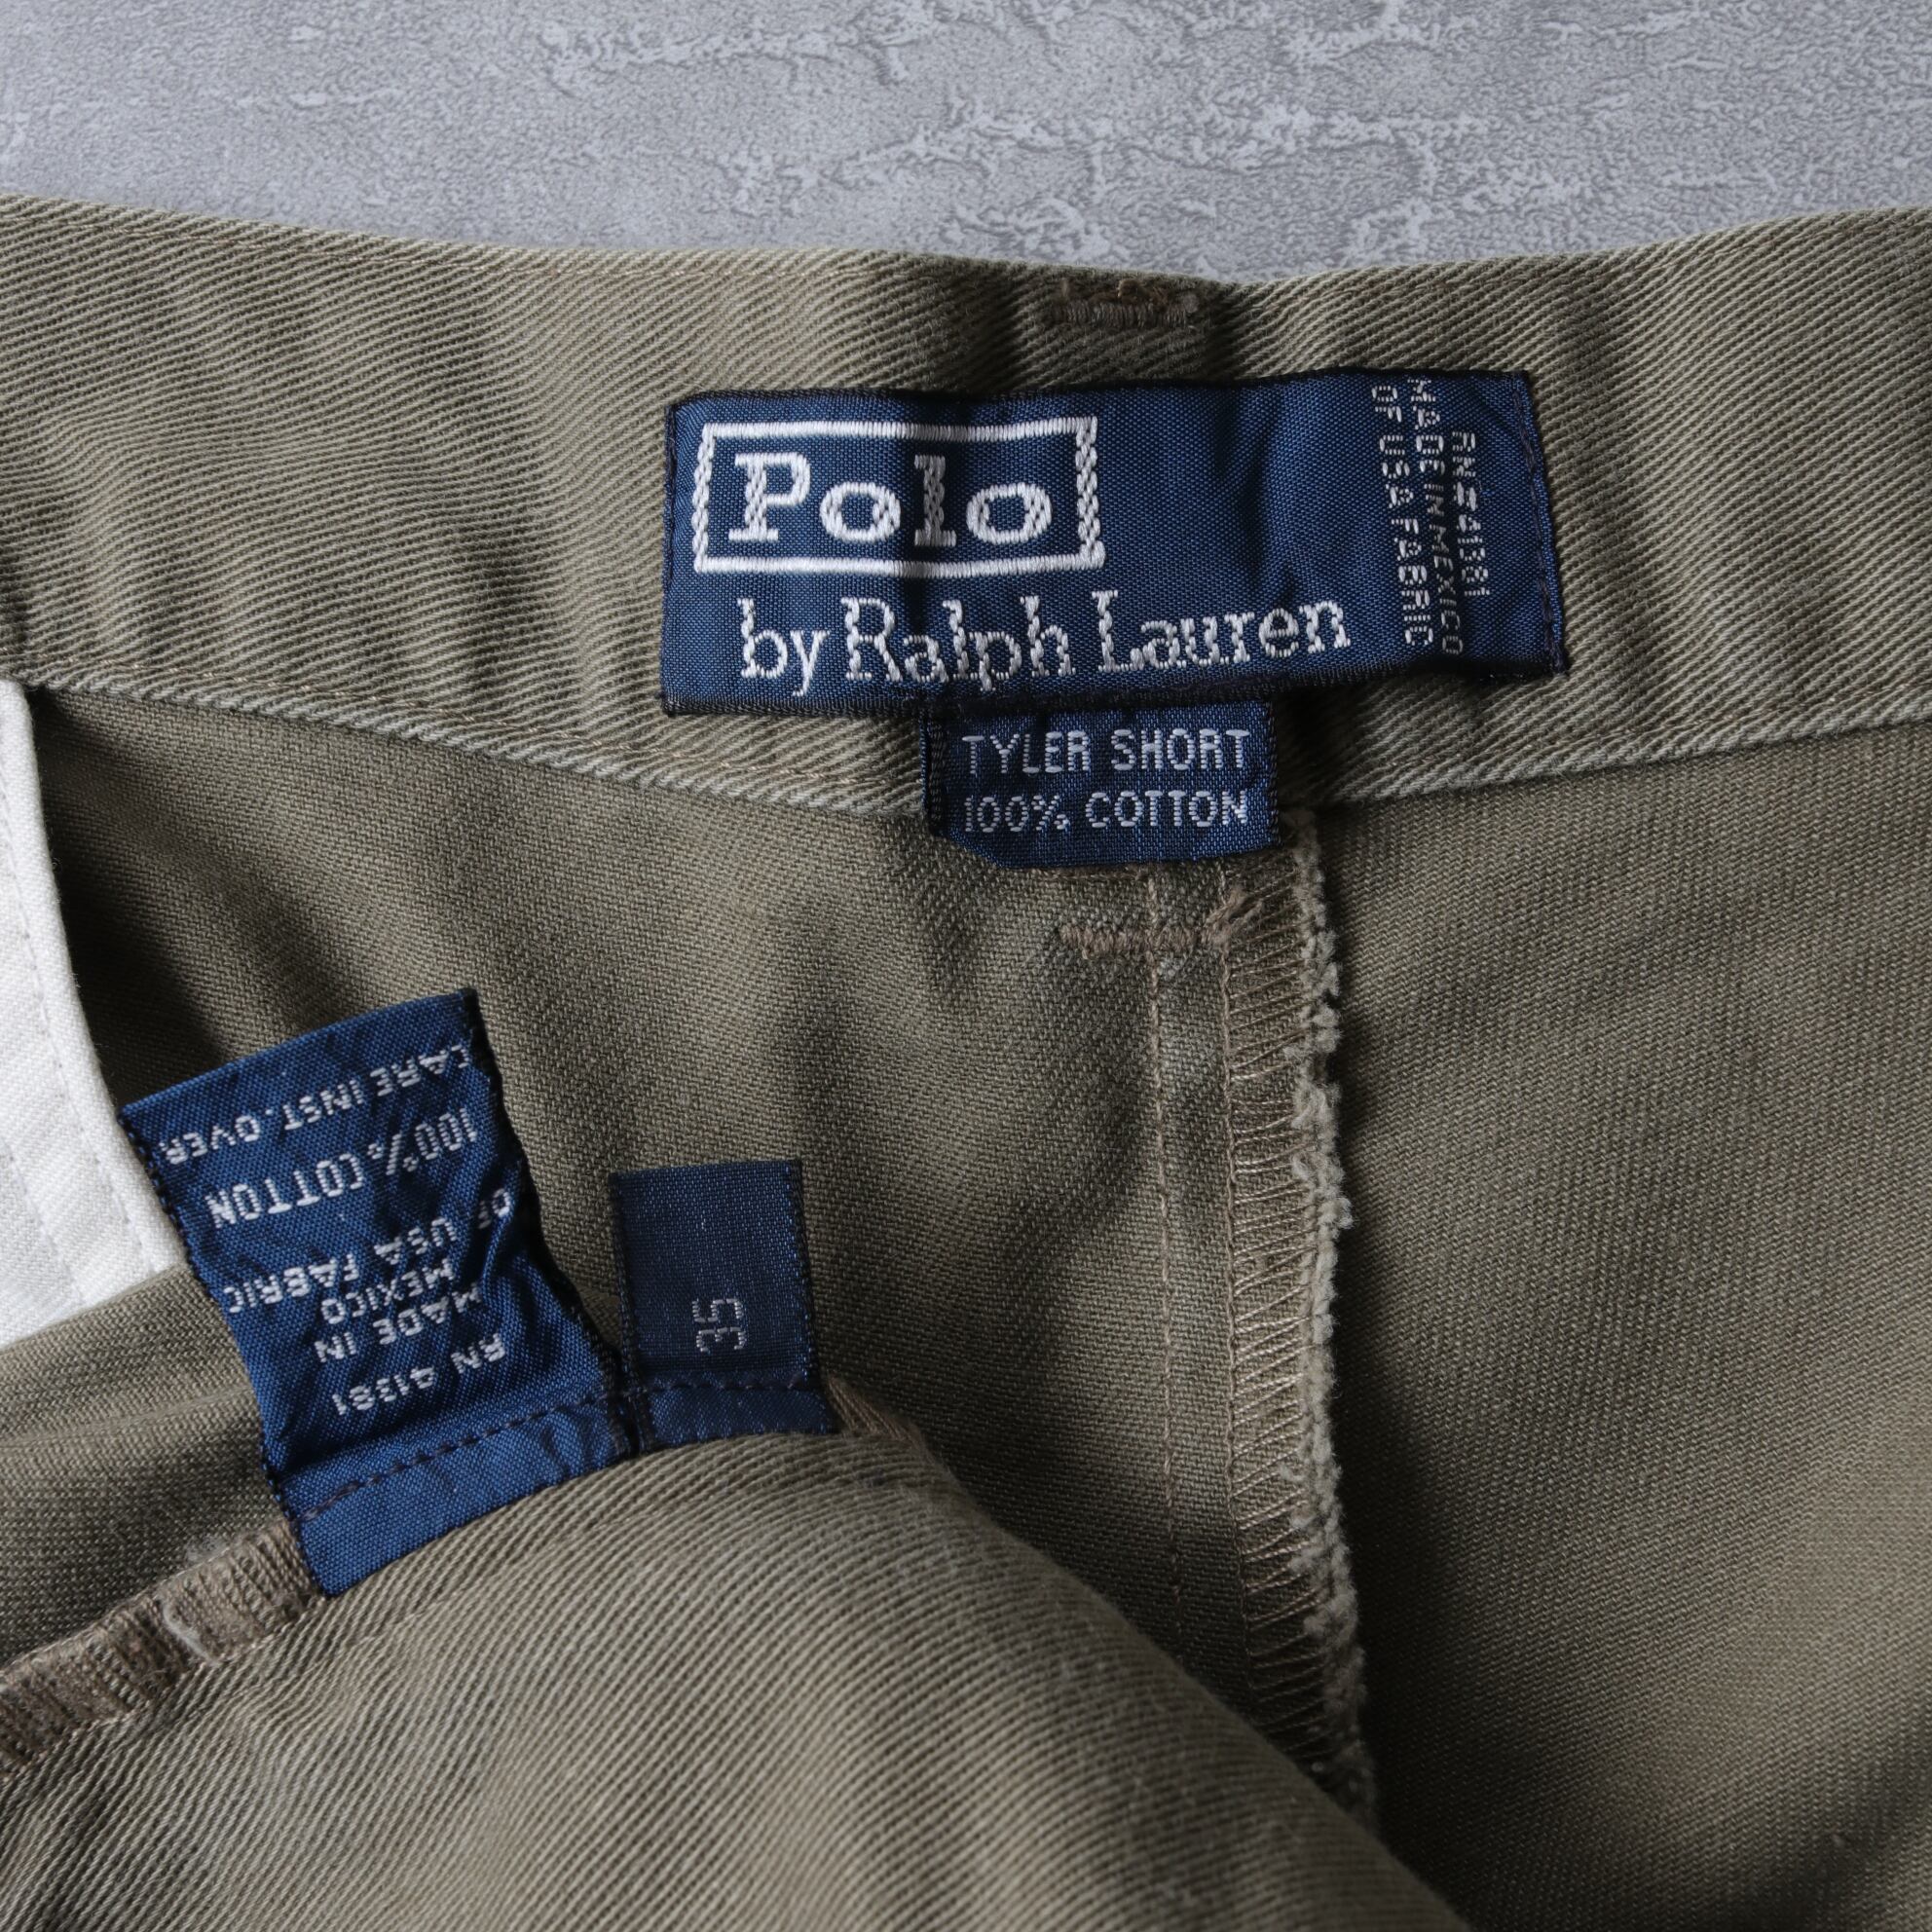 Polo
by Ralph Lauren
RN#41381
MADE IN MEXICO
OF USA FABRIC
TYLER SHORT
100% COTTON
RN 41381
MADE IN
MEXICO
OF USA FABRIC
100% COTTON
CARE INST. OVER
35